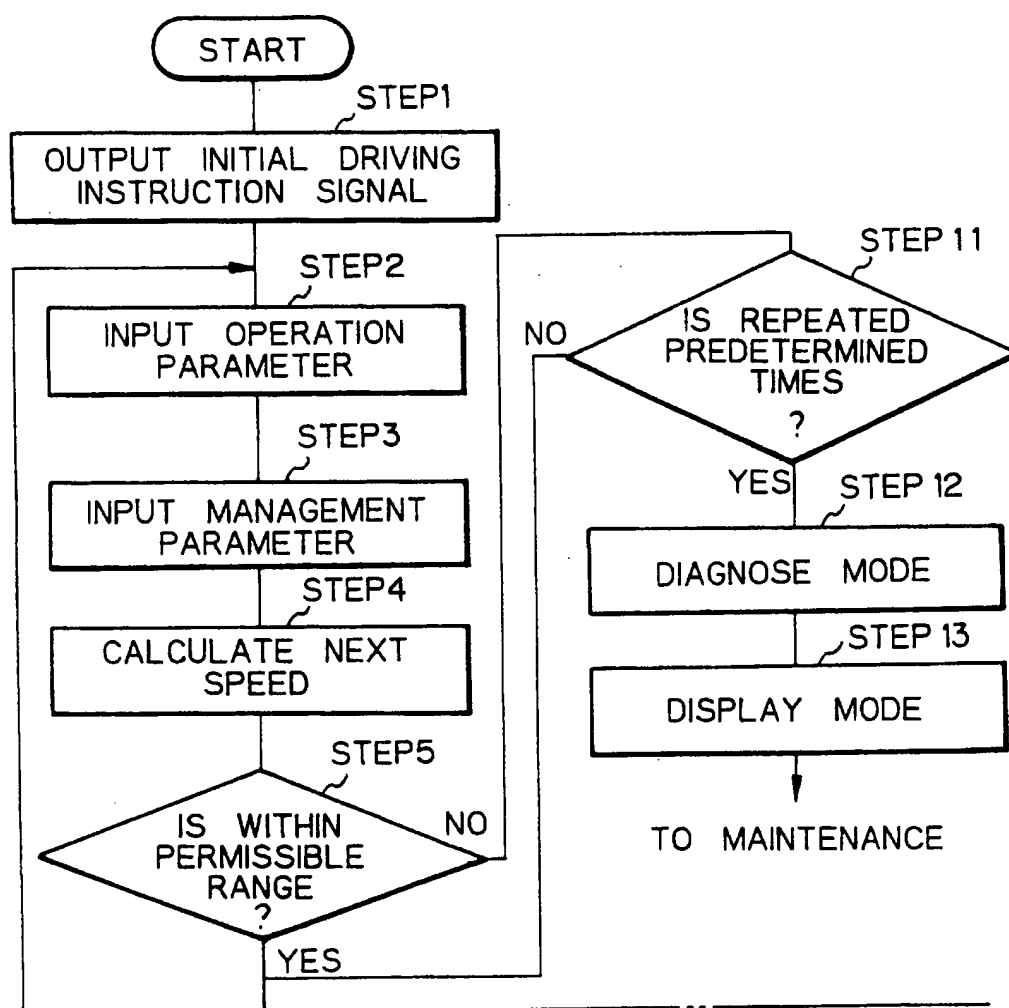 START
STEP1
OUTPUT INITIAL DRIVING
INSTRUCTION SIGNAL
STEP2
INPUT OPERATION
PARAMETER
STEP3
INPUT MANAGEMENT
PARAMETER
STEP4
CALCULATE NEXT
SPEED
STEP5
IS WITHIN
PERMISSIBLE
RANGE
?
NO
YES
STEP 11
IS REPEATED
PREDETERMINED
TIMES
?
NO
YES
STEP 12
DIAGNOSE MODE
STEP 13
DISPLAY MODE
TO MAINTENANCE